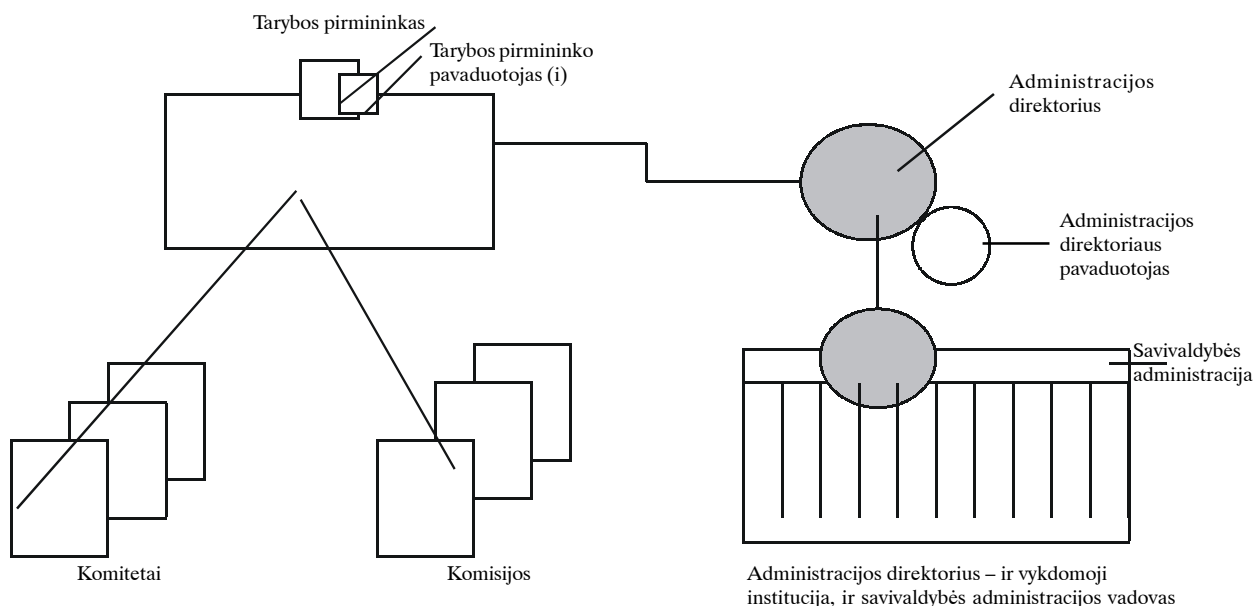 Tarybos pirmininkas
Tarybos pirmininko
pavaduotojas (i)
Administracijos
direktorius
Administracijos
direktoriaus
pavaduotojas
Savivaldybės
administracija
Komitetai
Komisijos
Administracijos direktorius – ir vykdomoji
institucija, ir savivaldybės administracijos vadovas